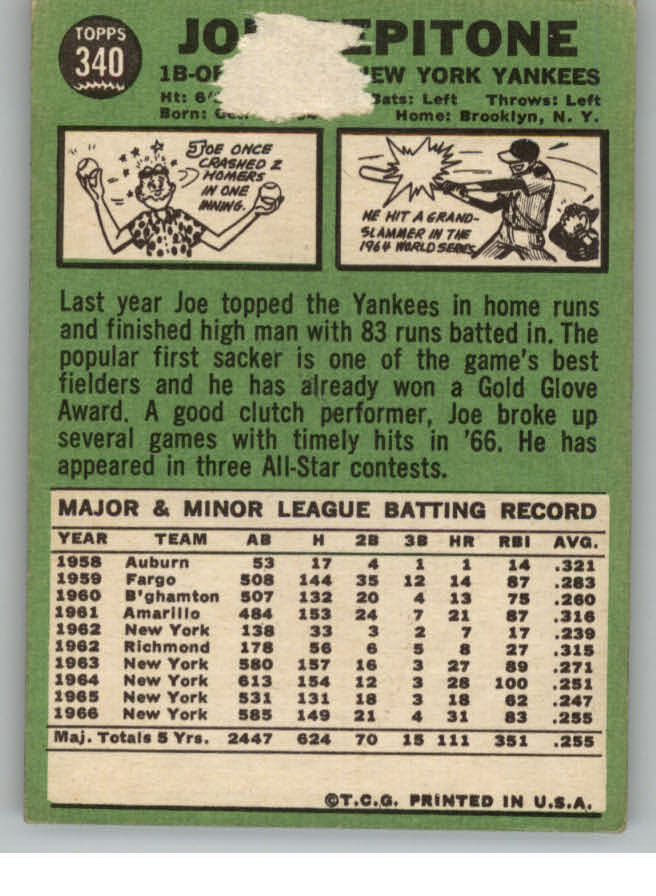 TOPPS
340
EPITONE
1B-OF EW YORK YANKEES
Ht: Bats: Left Throws: Left
Born: Home: Brooklyn, N. Y.
JOE ONCE
CRASHED 2
HOMERS
IN ONE
INNING.
HE HIT A GRAND-
SLAMMER IN THE
1964 WORLD SERIES.
Last year Joe topped the Yankees in home runs
and finished high man with 83 runs batted in. The
popular first sacker is one of the game's best
fielders and he has already won a Gold Glove
Award. A good clutch performer, Joe broke up
several games with timely hits in '66. He has
appeared in three All-Star contests.
MAJOR & MINOR LEAGUE BATTING RECORD
YEAR TEAM AB H 2B 3B HR RBI AVG.
1958 Auburn 53 17 4 1 1 14 .321
1959 Fargo 508 144 35 12 14 87 .283
1960 B'ghamton 507 132 20 4 13 75 .260
1961 Amarillo 484 153 24 7 21 87 .316
1962 New York 138 33 3 2 7 17 .239
1962 Richmond 178 56 6 5 8 27 .315
1963 New York 580 157 16 3 27 89 .271
1964 New York 613 154 12 3 28 100 .251
1965 New York 531 131 18 3 18 62 .247
1966 New York 585 149 21 4 31 83 .255
Maj. Totals 5 Yrs. 2447 624 70 15 111 351 .255
©T.C.G. PRINTED IN U.S.A.